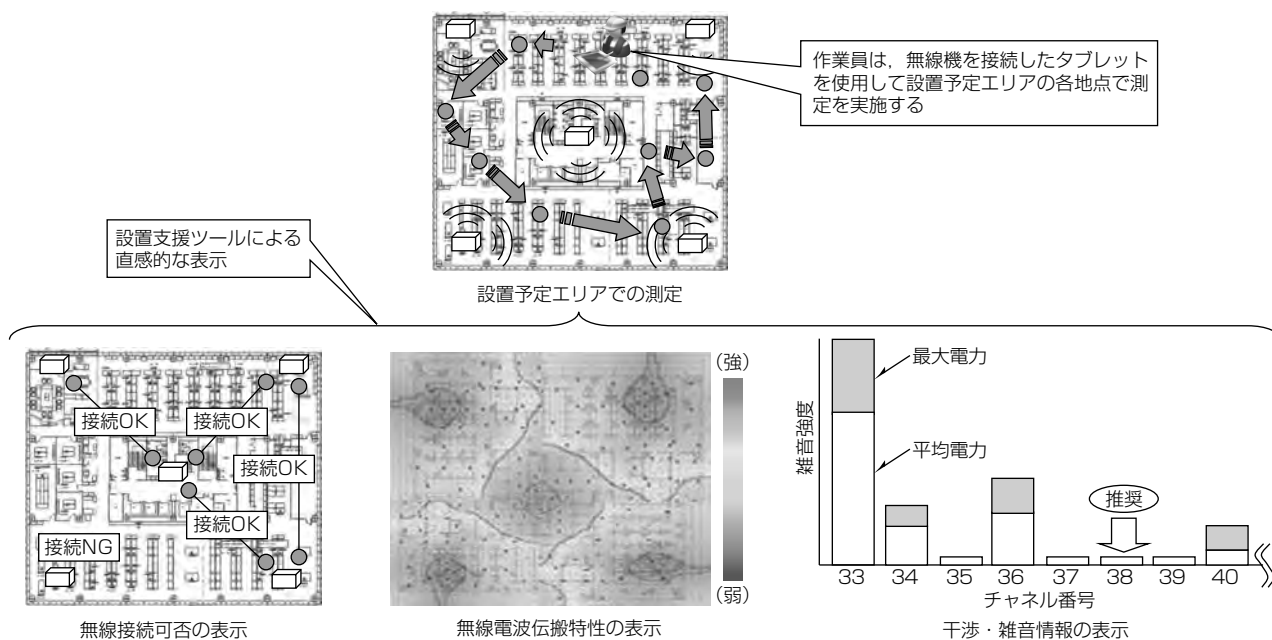 作業員は，無線機を接続したタブレット
を使用して設置予定エリアの各地点で測
定を実施する
設置支援ツールによる
直感的な表示
設置予定エリアでの測定
接続OK
接続OK
接続OK
接続OK
接続NG
無線接続可否の表示
(強)
(弱)
無線電波伝搬特性の表示
雑音強度
最大電力
平均電力
推奨
33 34 35 36 37 38 39 40
チャネル番号
干渉・雑音情報の表示